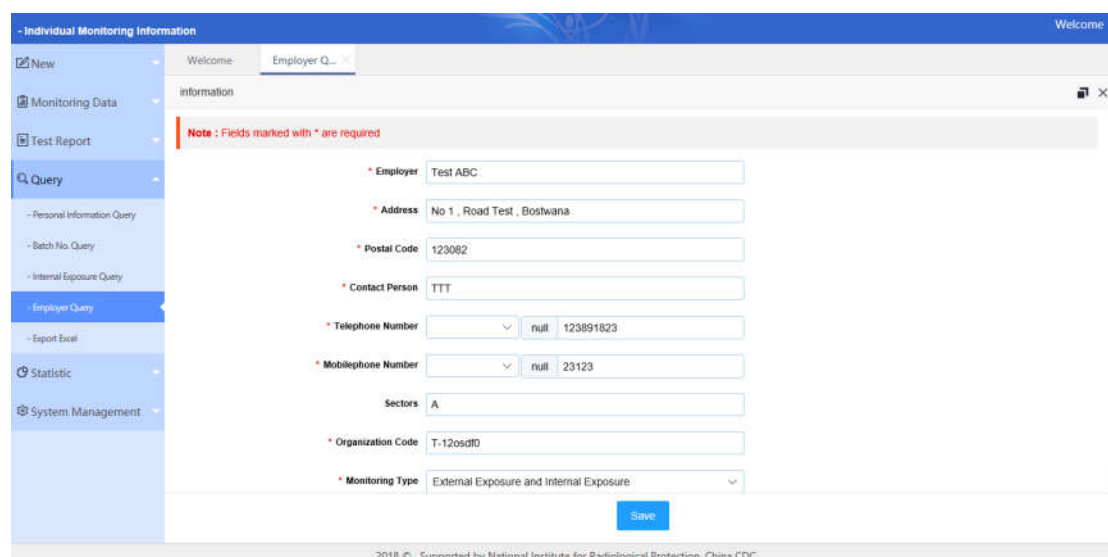 - Individual Monitoring Information
Welcome
New
Monitoring Data
Test Report
Query
- Personal Information Query
- Batch No. Query
- Internal Exposure Query
- Employer Query
- Export Excel
Statistic
System Management
Welcome Employer Q...
information
Note : Fields marked with * are required
* Employer Test ABC
* Address No 1 , Road Test , Bostwana
* Postal Code 123082
* Contact Person TTT
* Telephone Number null 123891823
* Mobilephone Number null 23123
Sectors A
* Organization Code T-12osdf0
* Monitoring Type External Exposure and Internal Exposure
Save
2018 © Supported by National Institute for Radiological Protection, China CDC